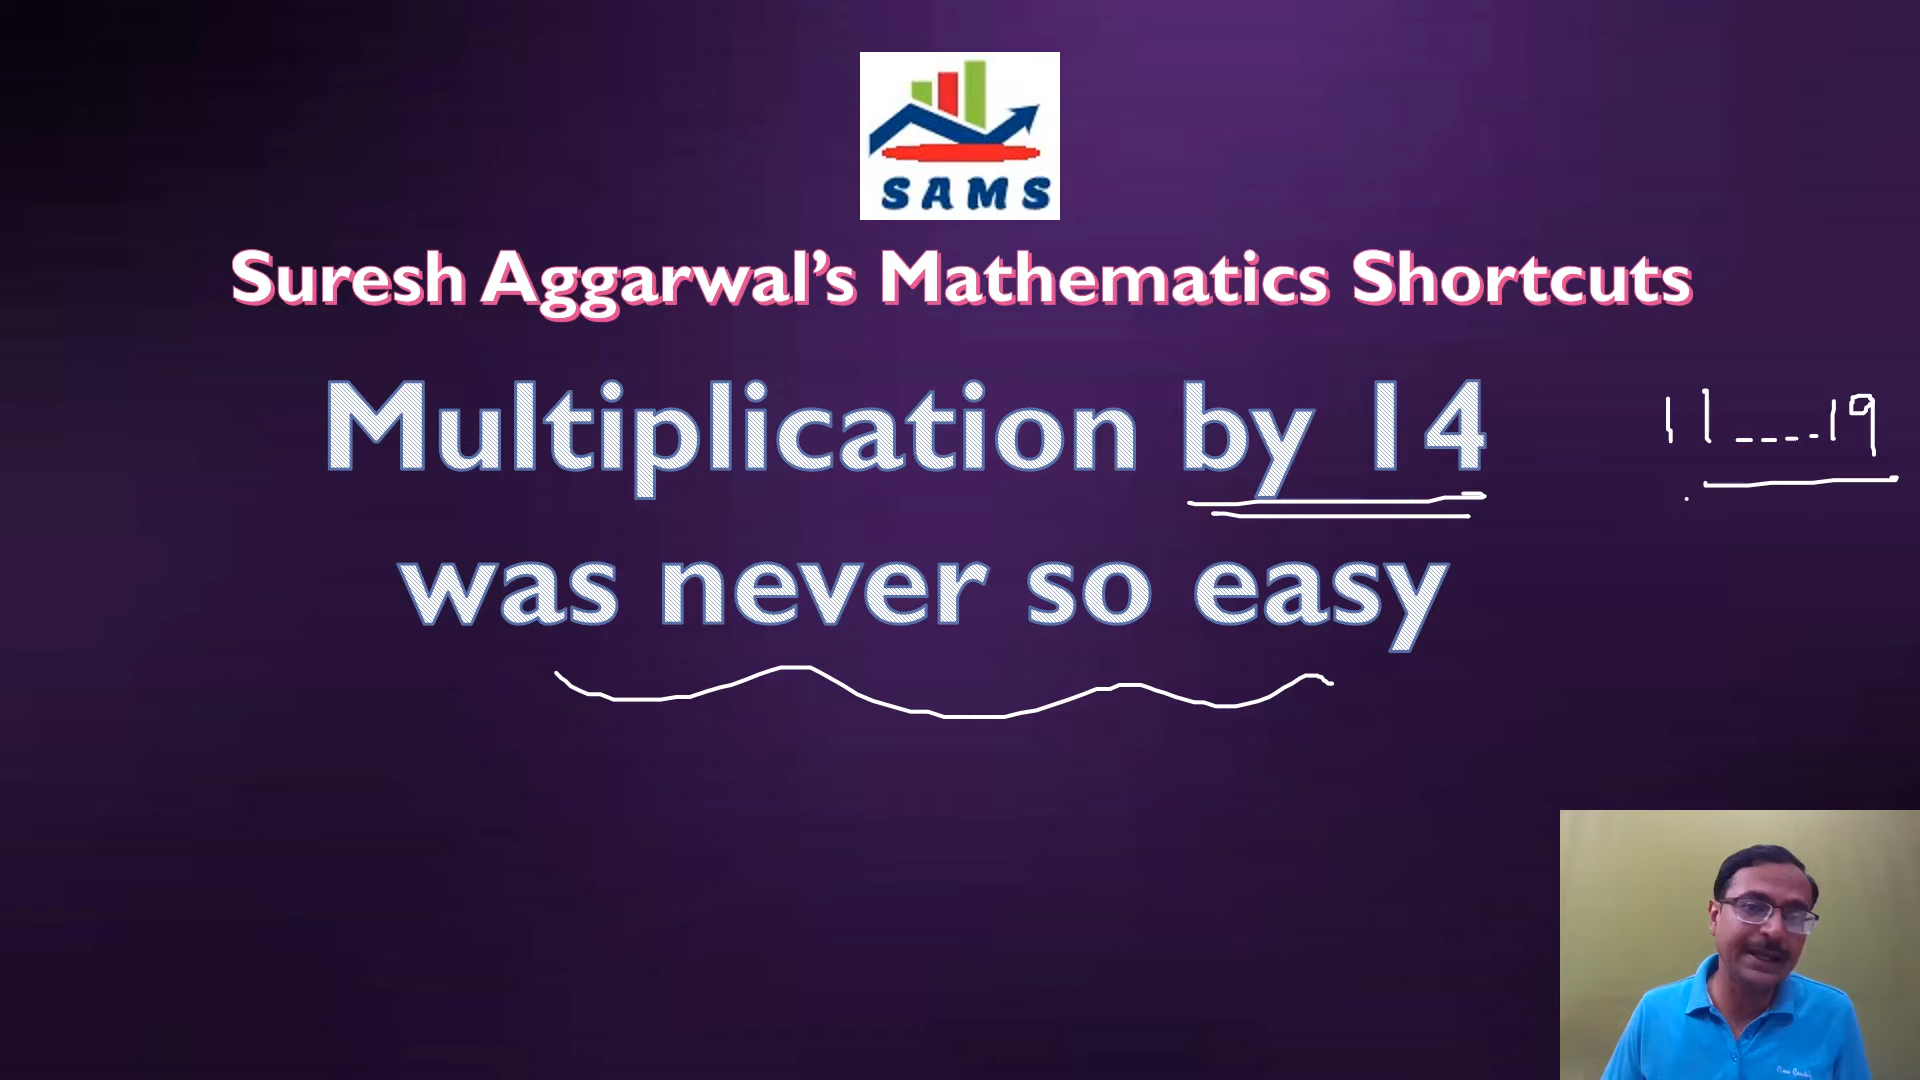 SAMS
Suresh Aggarwal's Mathematics Shortcuts
Multiplication by 14
11 ---- 19
was never so easy